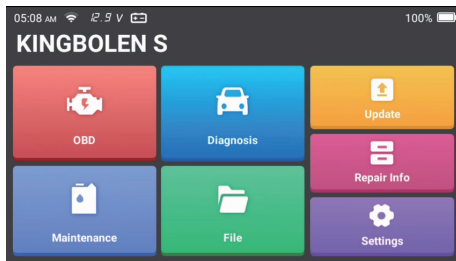 05:08 AM 12.9 V 100%
KINGBOLEN S
OBD
Diagnosis
Update
Repair Info
Maintenance
File
Settings